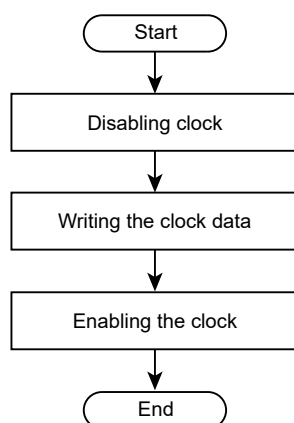 Start
Disabling clock
Writing the clock data
Enabling the clock
End